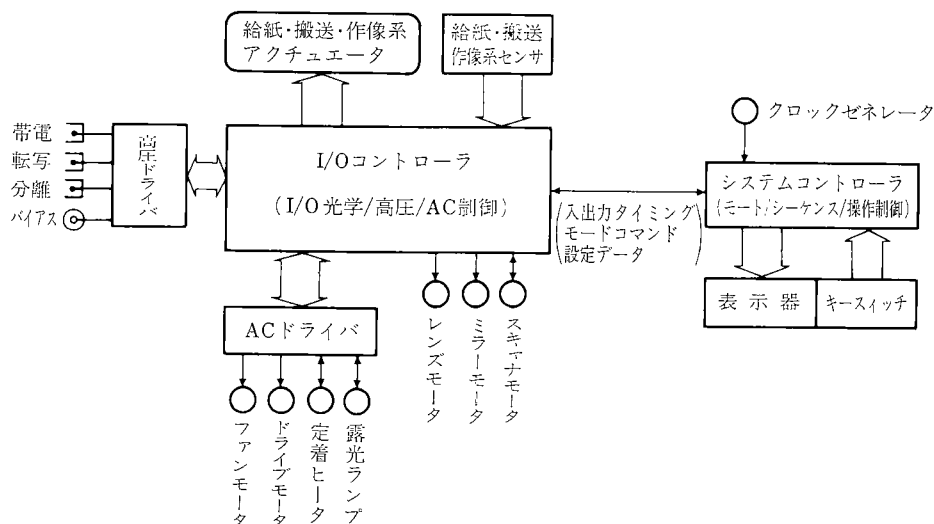 給紙・搬送・作像系
アクチュエータ
給紙・搬送
作像系センサ
クロックゼネレータ
帯電
転写
分離
バイアス
高圧ドライバ
I/Oコントローラ
(I/O光学/高圧/AC制御)
入出力タイミング
モードコマンド
設定データ
システムコントローラ
(モート/シーケンス/操作制御)
表示器
キースィッチ
ACドライバ
レンズモータ
ミラーモータ
スキャナモータ
ファンモータ
ドライブモータ
定着ヒータ
露光ランプ